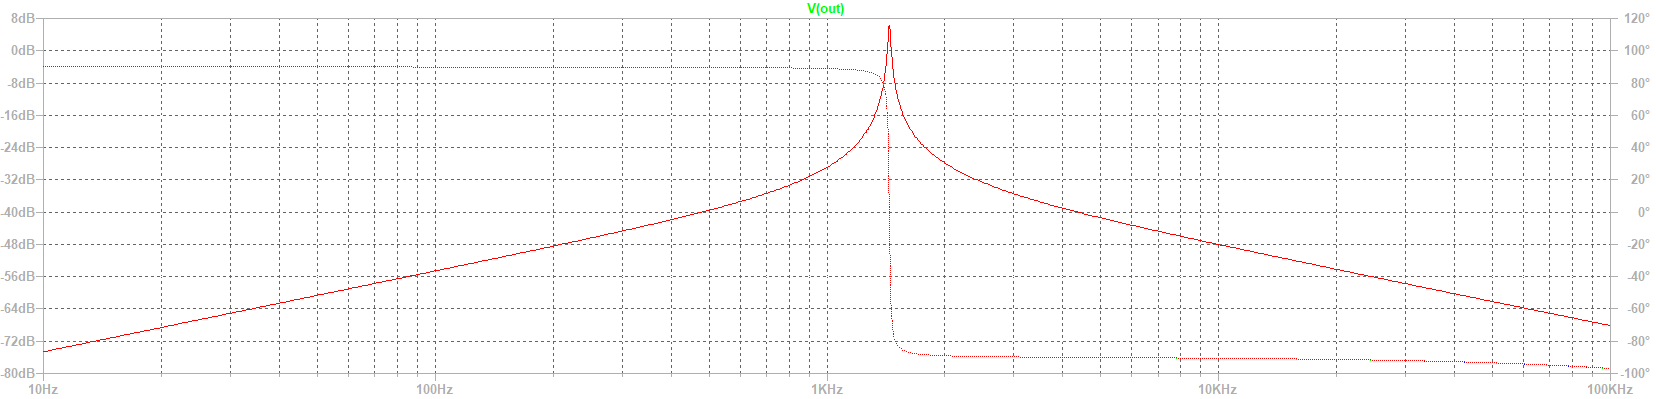 V(out)
8dB 120°
0dB 100°
-8dB 80°
-16dB 60°
-24dB 40°
-32dB 20°
-40dB 0°
-48dB -20°
-56dB -40°
-64dB -60°
-72dB -80°
-80dB -100°
10Hz 100Hz 1KHz 10KHz 100KHz